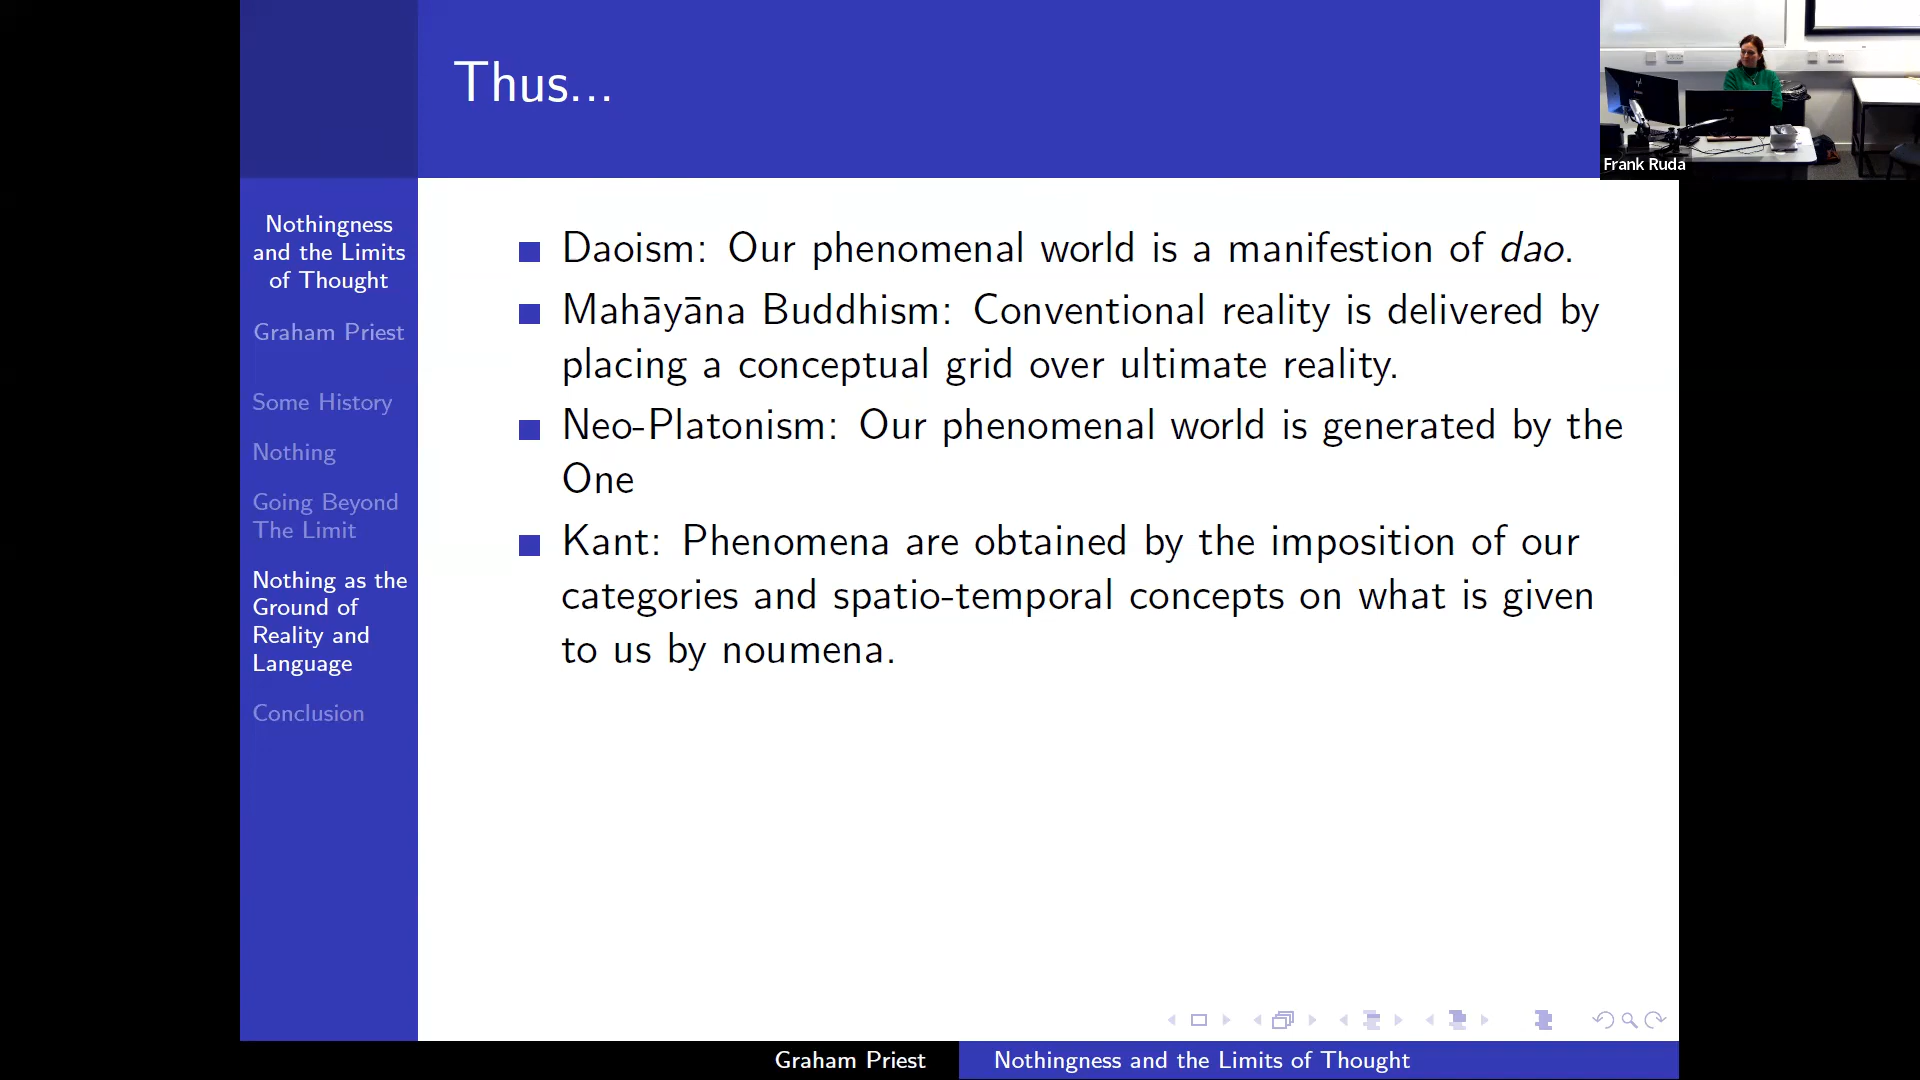 Thus...
Frank Ruda
Nothingness
and the Limits
of Thought
Graham Priest
Some History
Nothing
Going Beyond
The Limit
Nothing as the
Ground of
Reality and
Language
Conclusion
Daoism: Our phenomenal world is a manifestion of dao.
Mahāyāna Buddhism: Conventional reality is delivered by
placing a conceptual grid over ultimate reality.
Neo-Platonism: Our phenomenal world is generated by the
One
Kant: Phenomena are obtained by the imposition of our
categories and spatio-temporal concepts on what is given
to us by noumena.
Graham Priest
Nothingness and the Limits of Thought